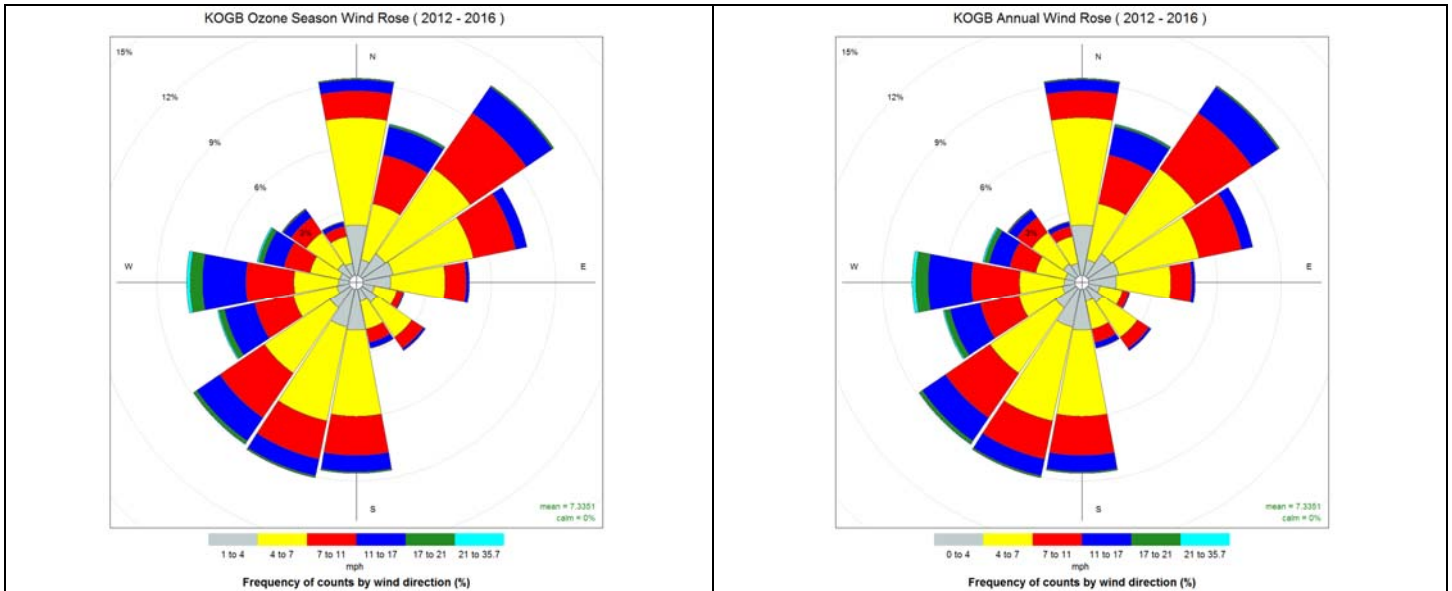 KOGB Ozone Season Wind Rose ( 2012 - 2016 )
15%
N
12%
9%
6%
3%
W
E
S
mean = 7.3351
calm = 0%
1 to 4 4 to 7 7 to 11 11 to 17 17 to 21 21 to 35.7
mph
Frequency of counts by wind direction (%)
KOGB Annual Wind Rose ( 2012 - 2016 )
15%
N
12%
9%
6%
3%
W
E
S
mean = 7.3351
calm = 0%
0 to 4 4 to 7 7 to 11 11 to 17 17 to 21 21 to 35.7
mph
Frequency of counts by wind direction (%)